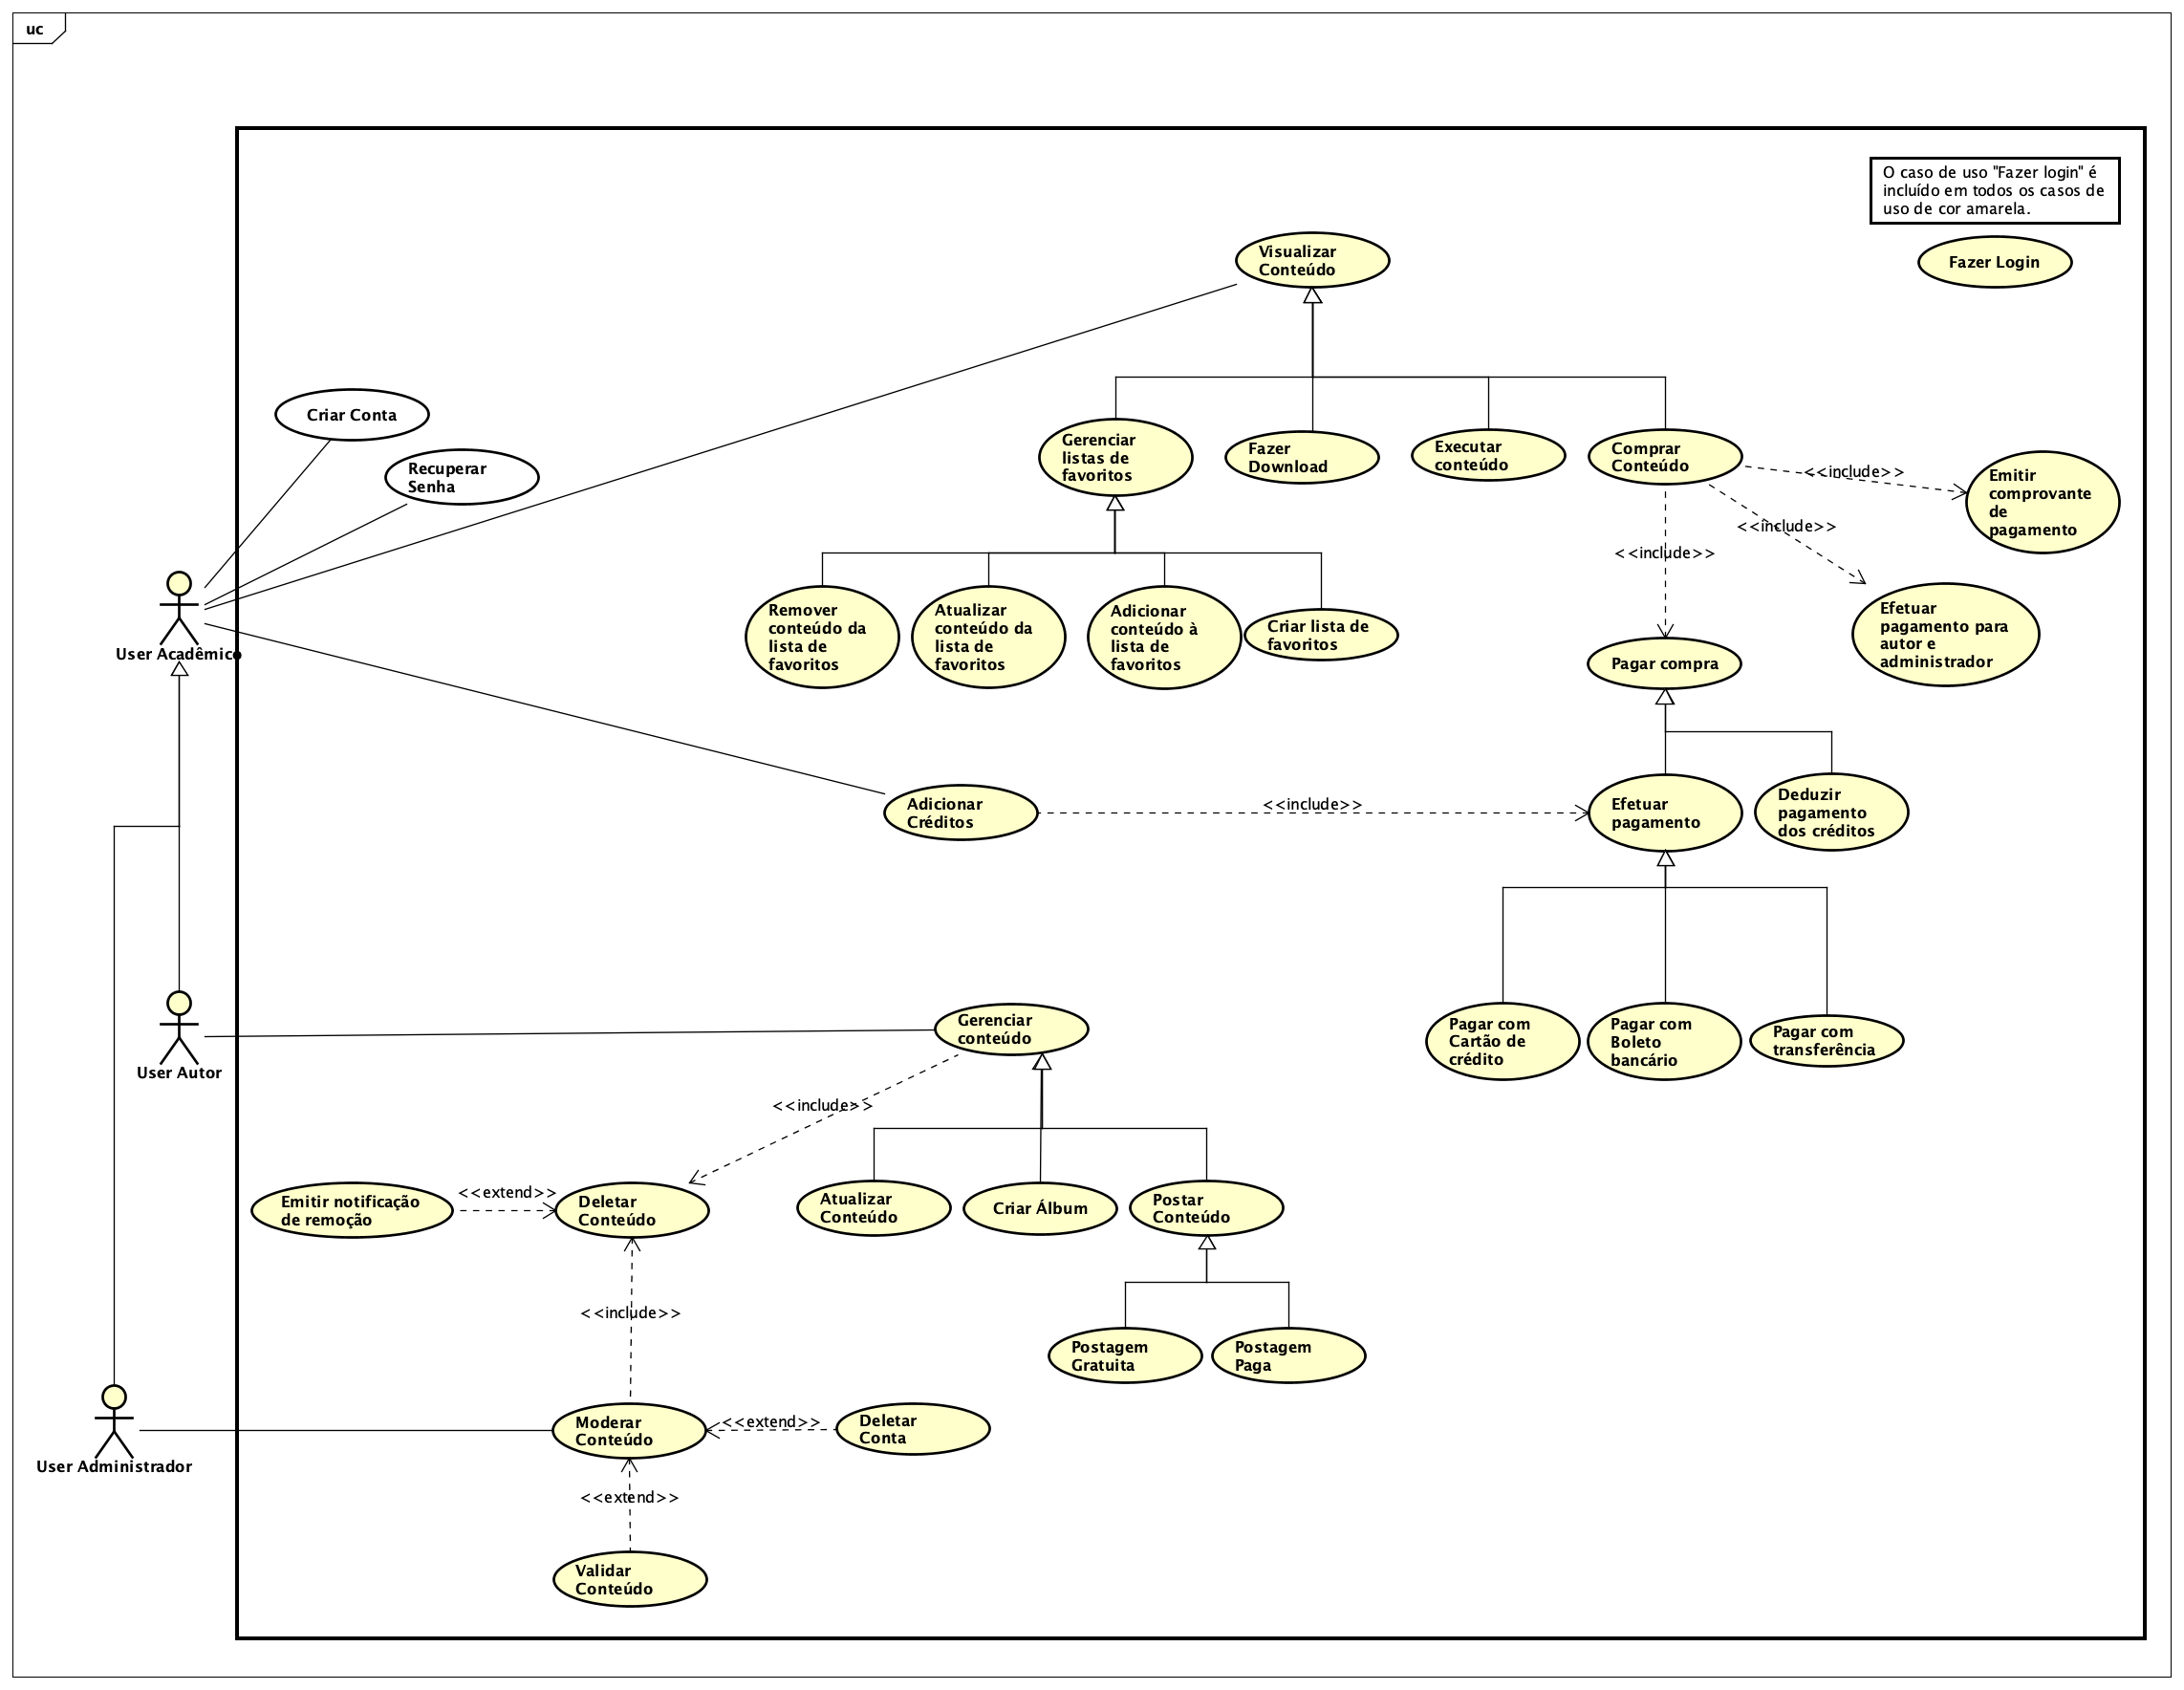 uc
O caso de uso "Fazer login" é
incluído em todos os casos de
uso de cor amarela.
Fazer Login
Visualizar
Conteúdo
Criar Conta
Recuperar
Senha
Gerenciar
listas de
favoritos
Fazer
Download
Executar
conteúdo
Comprar
Conteúdo
<<include>>
Emitir
comprovante
de
pagamento
<<include>>
<<include>>
User Acadêmico
Remover
conteúdo da
lista de
favoritos
Atualizar
conteúdo da
lista de
favoritos
Adicionar
conteúdo à
lista de
favoritos
Criar lista de
favoritos
Efetuar
pagamento para
autor e
administrador
Pagar compra
Adicionar
Créditos
<<include>>
Efetuar
pagamento
Deduzir
pagamento
dos créditos
User Autor
Gerenciar
conteúdo
Pagar com
Cartão de
crédito
Pagar com
Boleto
bancário
Pagar com
transferência
<<include>>
Emitir notificação
de remoção
<<extend>>
Deletar
Conteúdo
Atualizar
Conteúdo
Criar Álbum
Postar
Conteúdo
<<include>>
Postagem
Gratuita
Postagem
Paga
User Administrador
Moderar
Conteúdo
<<extend>>
Deletar
Conta
<<extend>>
Validar
Conteúdo